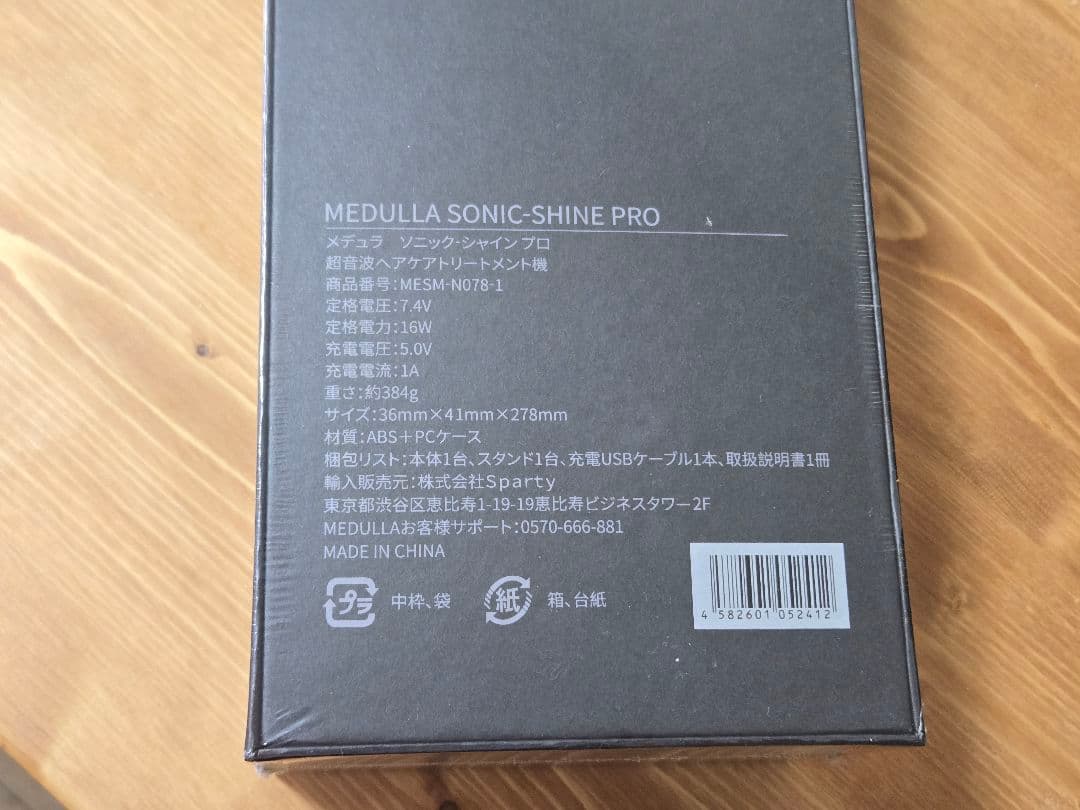 MEDULLA SONIC-SHINE PRO
メデュラ　ソニック-シャイン プロ
超音波ヘアケアトリートメント機
商品番号：MESM-N078-1
定格電圧：7.4V
定格電力：16W
充電電圧：5.0V
充電電流：1A
重さ：約384g
サイズ：36mm×41mm×278mm
材質：ABS＋PCケース
梱包リスト：本体1台、スタンド1台、充電USBケーブル1本、取扱説明書1冊
輸入販売元：株式会社Sparty
東京都渋谷区恵比寿1-19-19恵比寿ビジネスタワー2F
MEDULLAお客様サポート：0570-666-881
MADE IN CHINA
プラ 中枠、袋 紙 箱、台紙
4 582601 052412